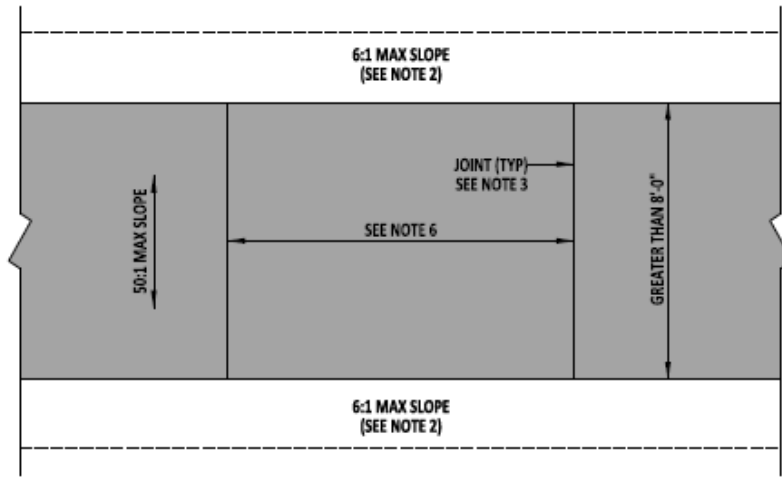 6:1 MAX SLOPE
(SEE NOTE 2)
JOINT (TYP)
SEE NOTE 3
50:1 MAX SLOPE
SEE NOTE 6
GREATER THAN 8'-0"
6:1 MAX SLOPE
(SEE NOTE 2)